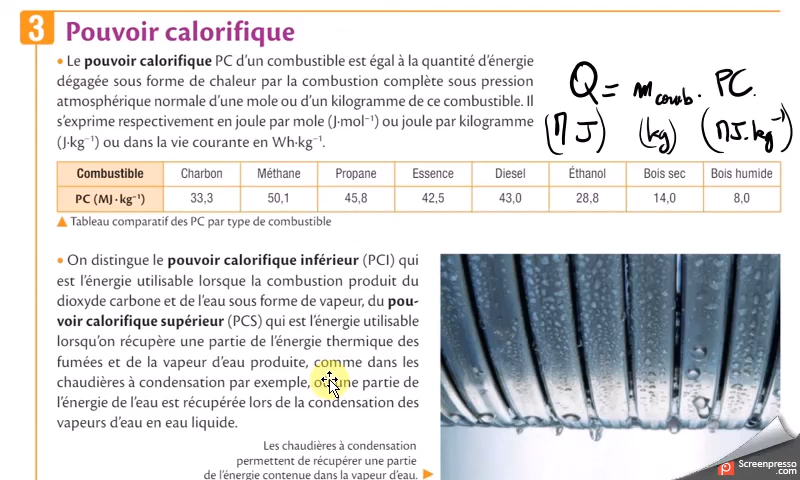 3 Pouvoir calorifique
• Le pouvoir calorifique PC d'un combustible est égal à la quantité d'énergie
dégagée sous forme de chaleur par la combustion complète sous pression
atmosphérique normale d'une mole ou d'un kilogramme de ce combustible. Il
s'exprime respectivement en joule par mole (J·mol⁻¹) ou joule par kilogramme
(J·kg⁻¹) ou dans la vie courante en Wh·kg⁻¹.
Q = m comb. PC.
(MJ) (kg) (MJ.kg⁻¹)
Combustible Charbon Méthane Propane Essence Diesel Éthanol Bois sec Bois humide
PC (MJ·kg⁻¹) 33,3 50,1 45,8 42,5 43,0 28,8 14,0 8,0
▲ Tableau comparatif des PC par type de combustible
• On distingue le pouvoir calorifique inférieur (PCI) qui
est l'énergie utilisable lorsque la combustion produit du
dioxyde carbone et de l'eau sous forme de vapeur, du pou-
voir calorifique supérieur (PCS) qui est l'énergie utilisable
lorsqu'on récupère une partie de l'énergie thermique des
fumées et de la vapeur d'eau produite, comme dans les
chaudières à condensation par exemple, où une partie de
l'énergie de l'eau est récupérée lors de la condensation des
vapeurs d'eau en eau liquide.
Les chaudières à condensation
permettent de récupérer une partie
de l'énergie contenue dans la vapeur d'eau. ►
Screenpresso
.com